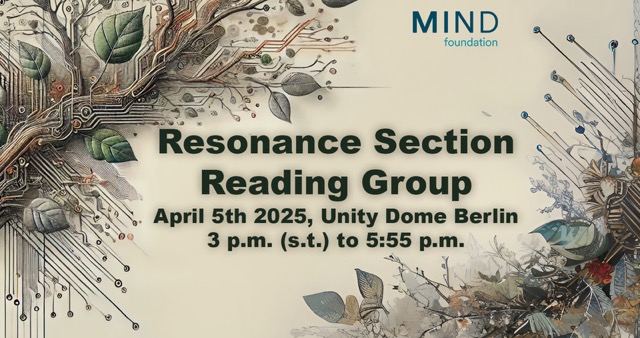 MIND
foundation
Resonance Section
Reading Group
April 5th 2025, Unity Dome Berlin
3 p.m. (s.t.) to 5:55 p.m.